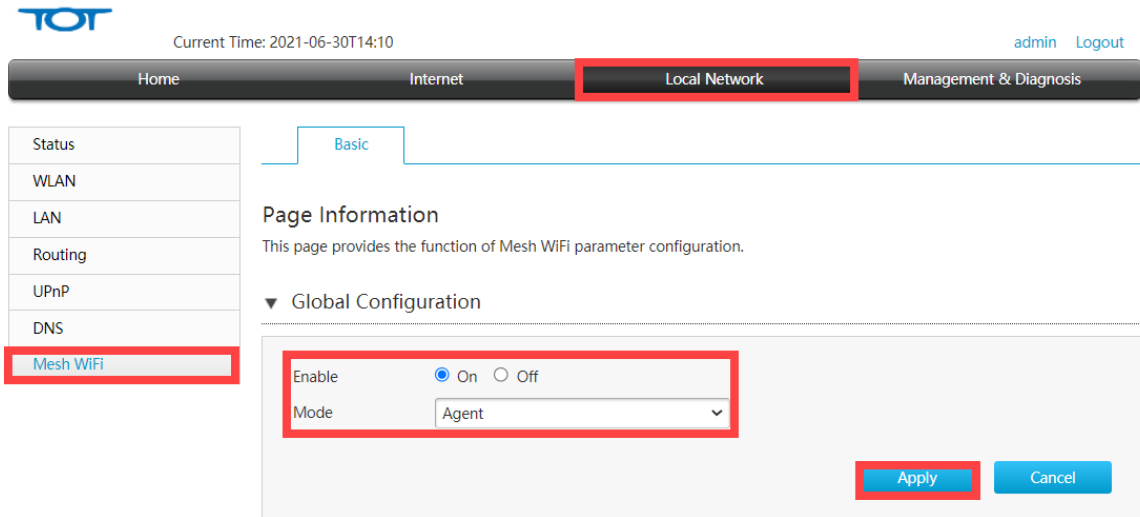 TOT
Current Time: 2021-06-30T14:10
admin Logout
Home Internet Local Network Management & Diagnosis
Status
WLAN
LAN
Routing
UPnP
DNS
Mesh WiFi
Basic
Page Information
This page provides the function of Mesh WiFi parameter configuration.
▼ Global Configuration
Enable On Off
Mode Agent
Apply Cancel